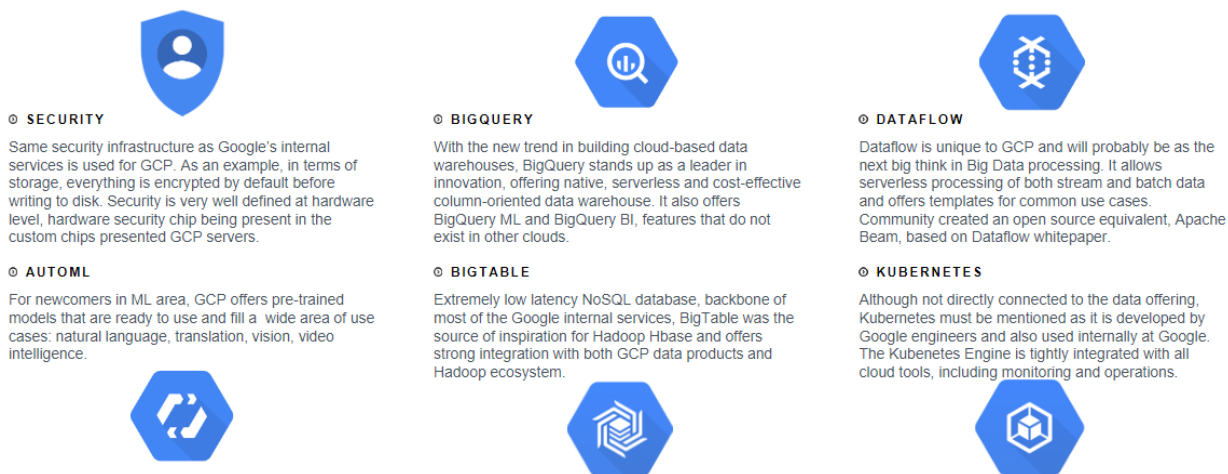 SECURITY
Same security infrastructure as Google's internal
services is used for GCP. As an example, in terms of
storage, everything is encrypted by default before
writing to disk. Security is very well defined at hardware
level, hardware security chip being present in the
custom chips presented GCP servers.
BIGQUERY
With the new trend in building cloud-based data
warehouses, BigQuery stands up as a leader in
innovation, offering native, serverless and cost-effective
column-oriented data warehouse. It also offers
BigQuery ML and BigQuery BI, features that do not
exist in other clouds.
DATAFLOW
Dataflow is unique to GCP and will probably be as the
next big think in Big Data processing. It allows
serverless processing of both stream and batch data
and offers templates for common use cases.
Community created an open source equivalent, Apache
Beam, based on Dataflow whitepaper.
AUTOML
For newcomers in ML area, GCP offers pre-trained
models that are ready to use and fill a  wide area of use
cases: natural language, translation, vision, video
intelligence.
BIGTABLE
Extremely low latency NoSQL database, backbone of
most of the Google internal services, BigTable was the
source of inspiration for Hadoop Hbase and offers
strong integration with both GCP data products and
Hadoop ecosystem.
KUBERNETES
Although not directly connected to the data offering,
Kubernetes must be mentioned as it is developed by
Google engineers and also used internally at Google.
The Kubenetes Engine is tightly integrated with all
cloud tools, including monitoring and operations.